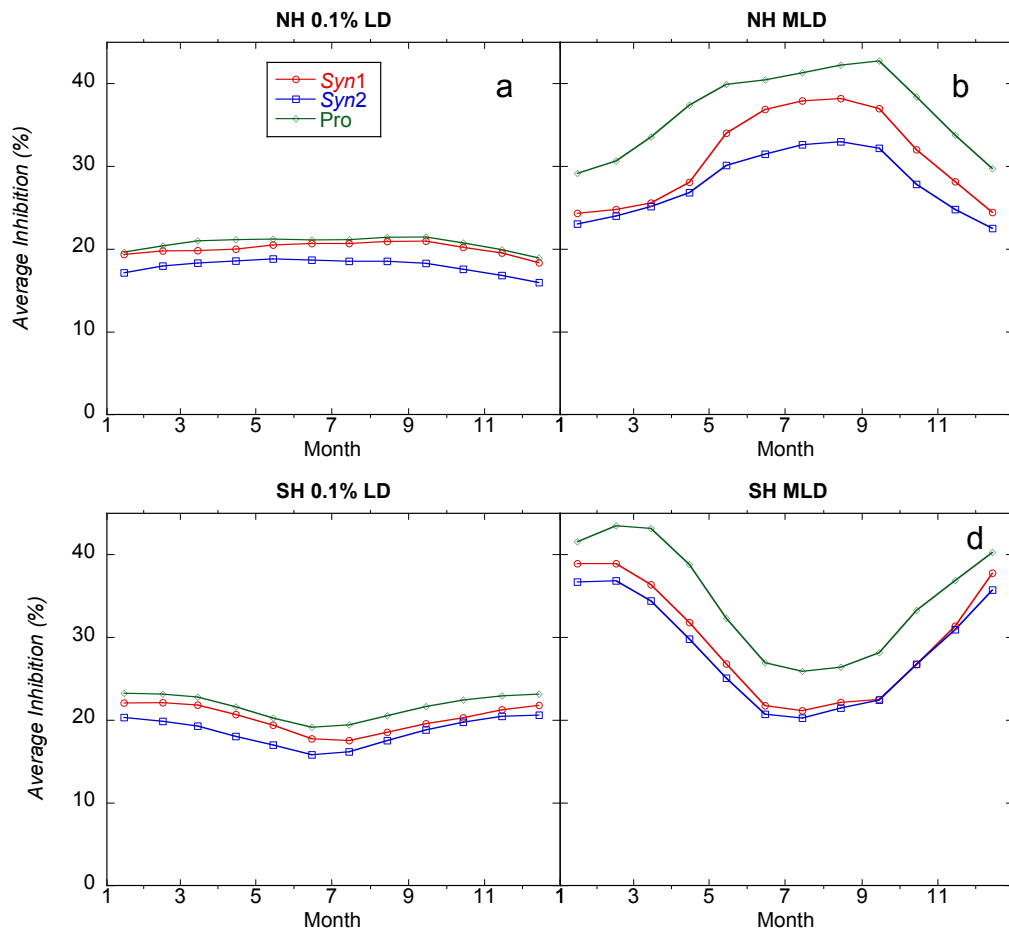 NH 0.1% LD
NH MLD
Average Inhibition (%)
40
30
20
10
0
Syn1
Syn2
Pro
a
b
1 3 5 7 9 11 1 3 5 7 9 11
Month
Month
SH 0.1% LD
SH MLD
Average Inhibition (%)
40
30
20
10
0
d
1 3 5 7 9 11 1 3 5 7 9 11
Month
Month